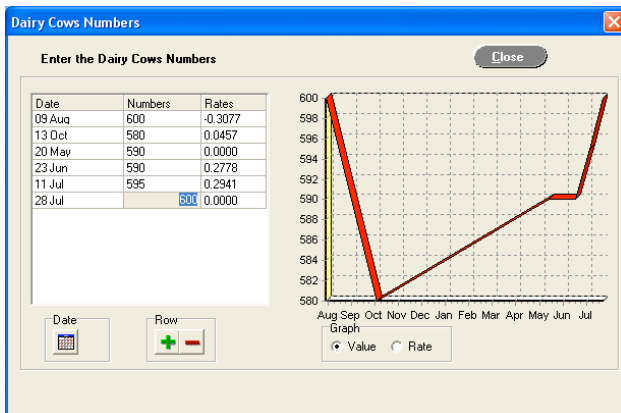 Dairy Cows Numbers
Enter the Dairy Cows Numbers
Close
Date Numbers Rates
09 Aug 600 -0.3077
13 Oct 580 0.0457
20 May 590 0.0000
23 Jun 590 0.2778
11 Jul 595 0.2941
28 Jul 600 0.0000
600
598
596
594
592
590
588
586
584
582
580
Aug Sep Oct Nov Dec Jan Feb Mar Apr May Jun Jul
Date
Row
Graph
Value Rate